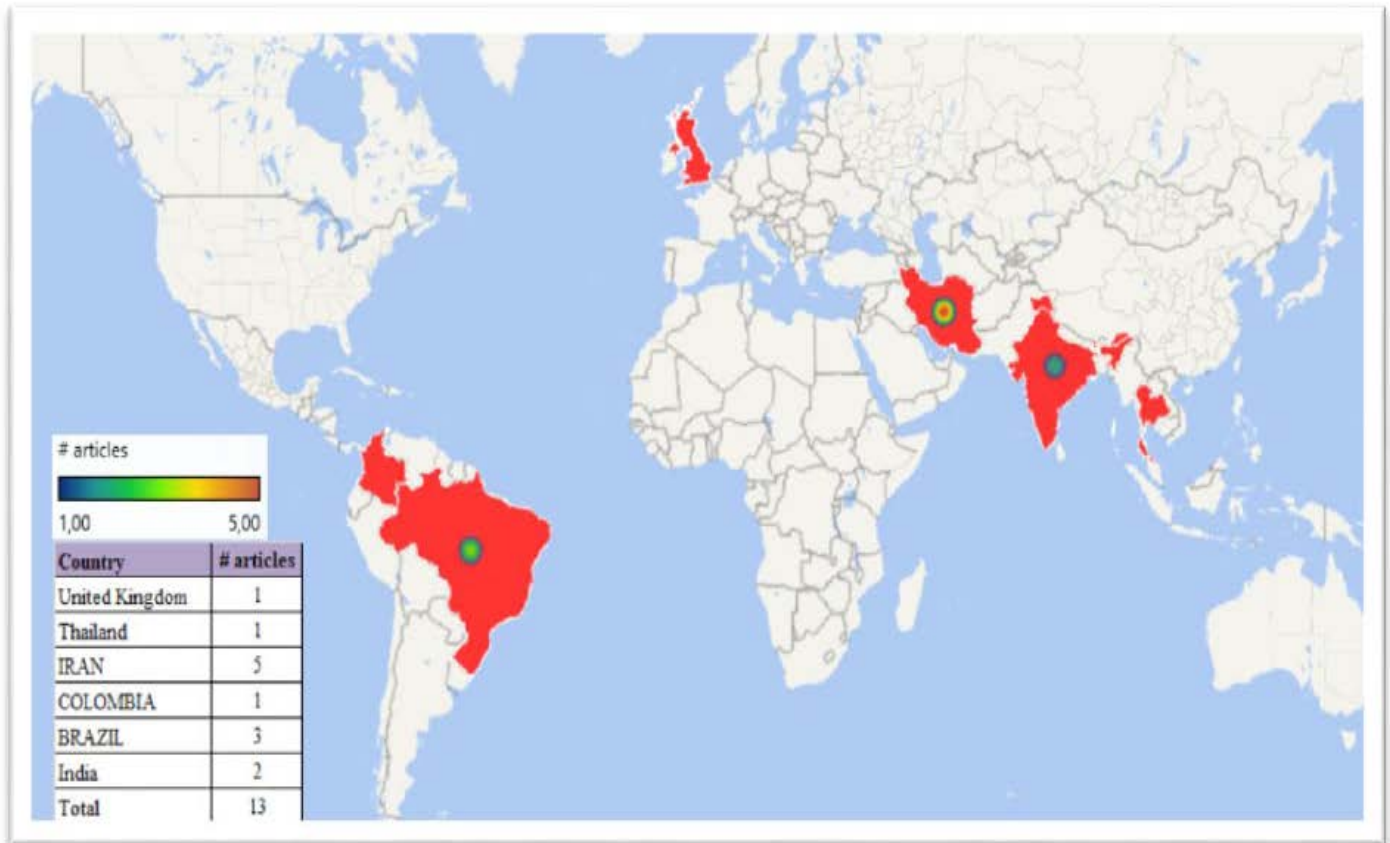 # articles
1,00 5,00
Country # articles
United Kingdom 1
Thailand 1
IRAN 5
COLOMBIA 1
BRAZIL 3
India 2
Total 13